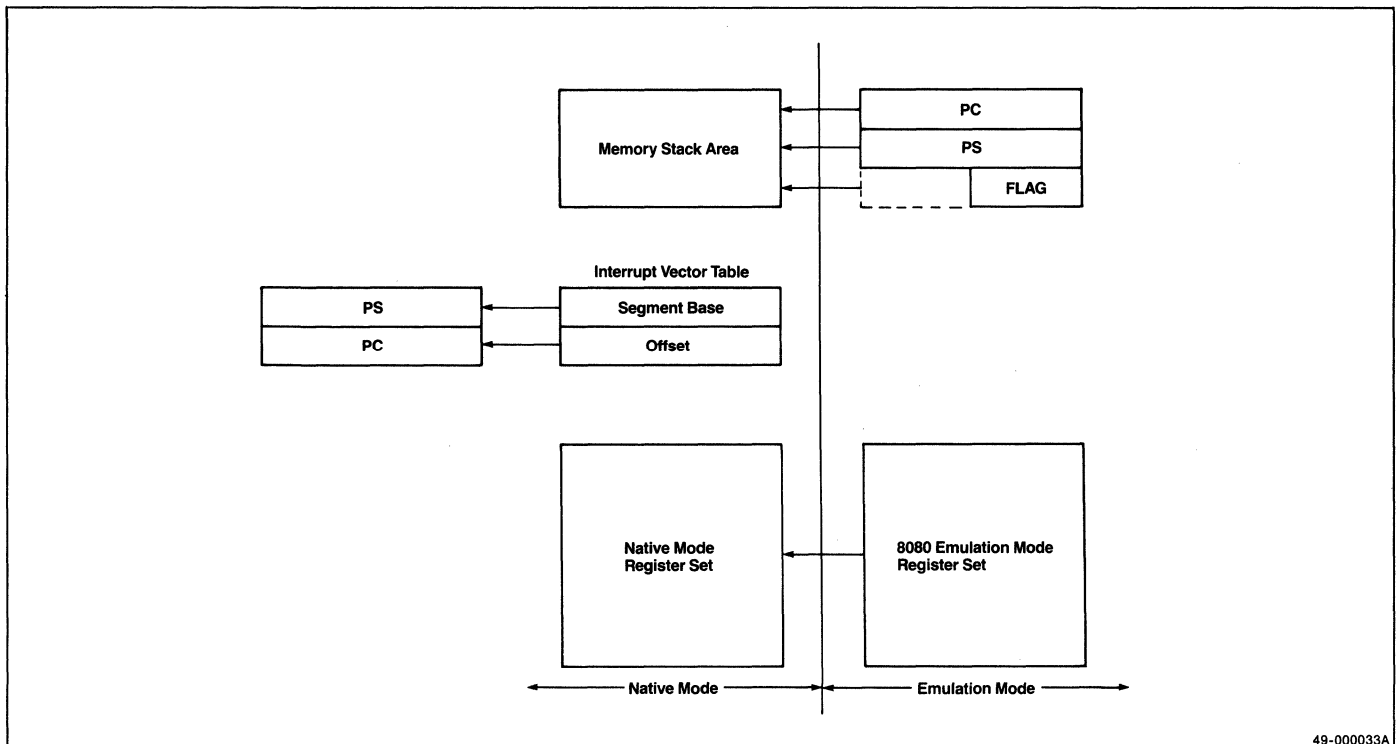 PC
Memory Stack Area
PS
FLAG
Interrupt Vector Table
PS
Segment Base
PC
Offset
Native Mode
Register Set
8080 Emulation Mode
Register Set
Native Mode
Emulation Mode
49-000033A